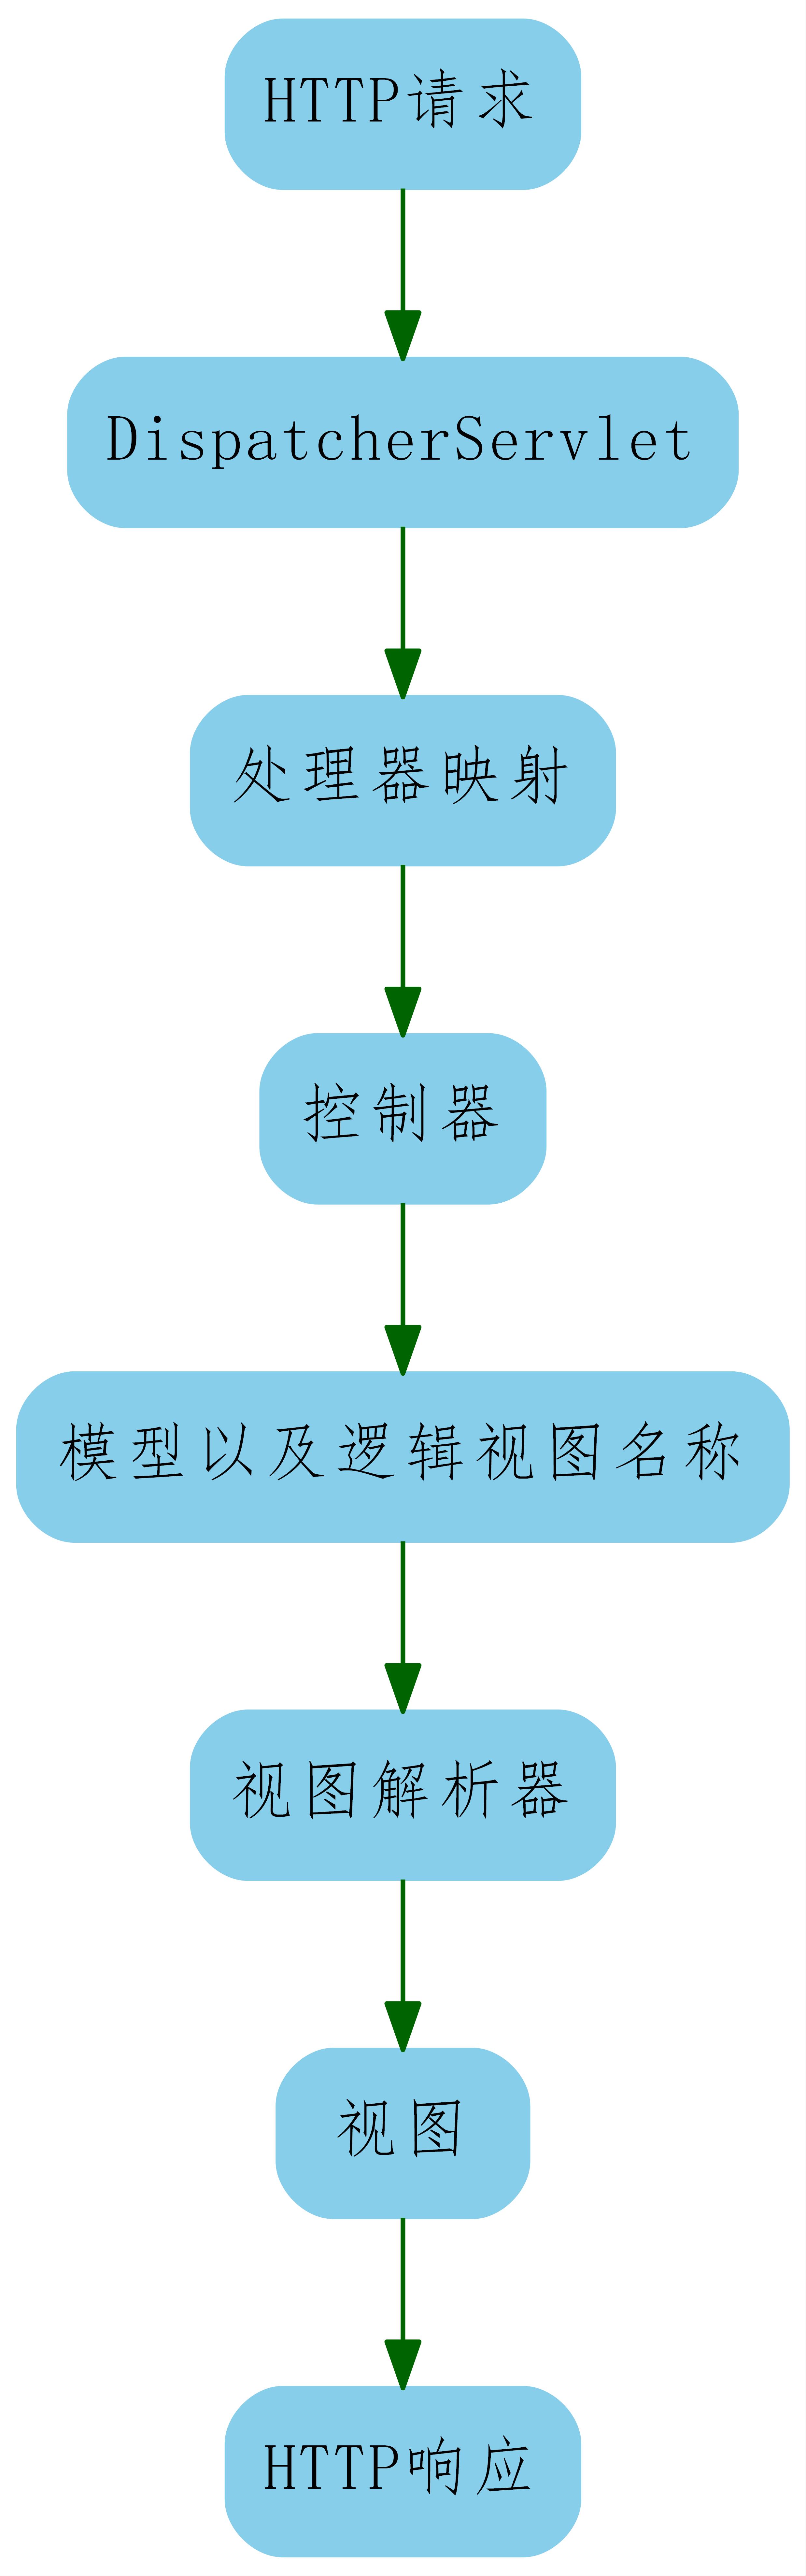 HTTP请求
DispatcherServlet
处理器映射
控制器
模型以及逻辑视图名称
视图解析器
视图
HTTP响应